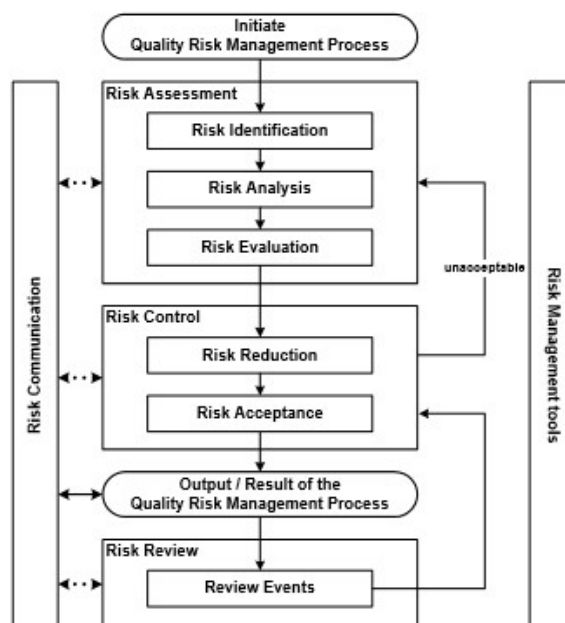 Initiate
Quality Risk Management Process
Risk Assessment
Risk Identification
Risk Analysis
Risk Evaluation
unacceptable
Risk Control
Risk Reduction
Risk Acceptance
Output / Result of the
Quality Risk Management Process
Risk Review
Review Events
Risk Communication
Risk Management tools